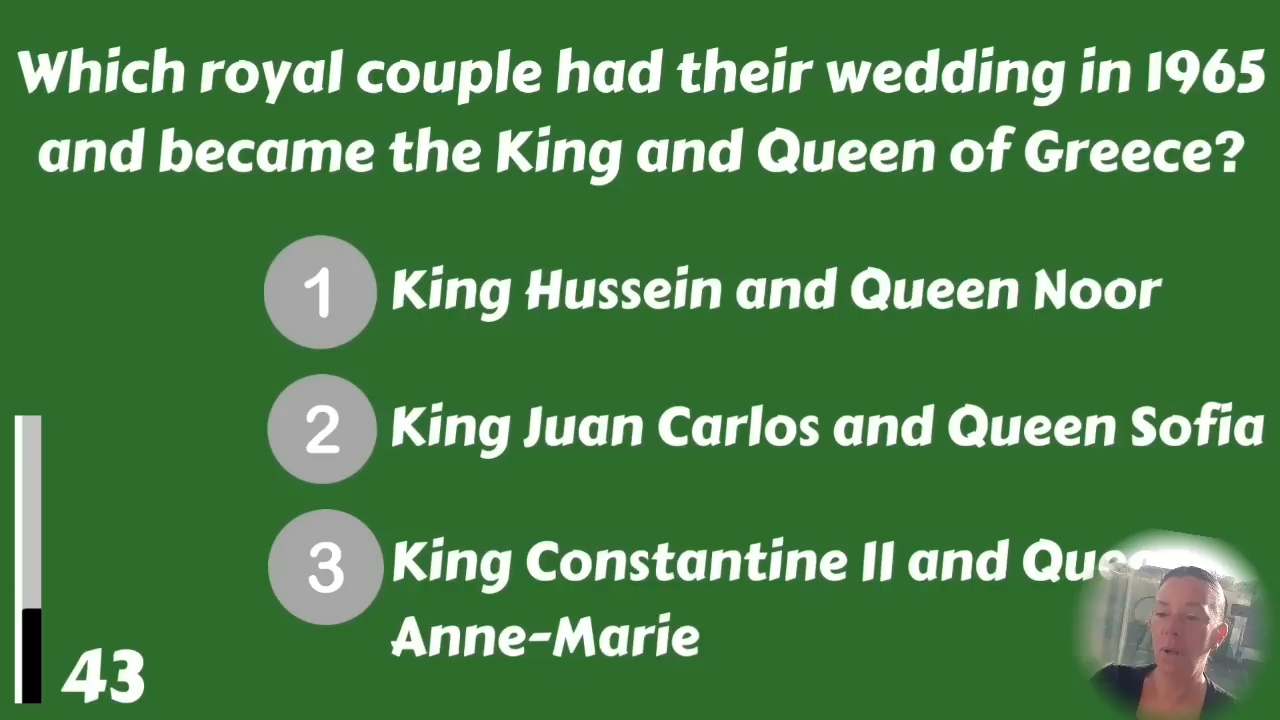 Which royal couple had their wedding in 1965
and became the King and Queen of Greece?
1 King Hussein and Queen Noor
2 King Juan Carlos and Queen Sofia
3 King Constantine II and
Anne-Marie
43